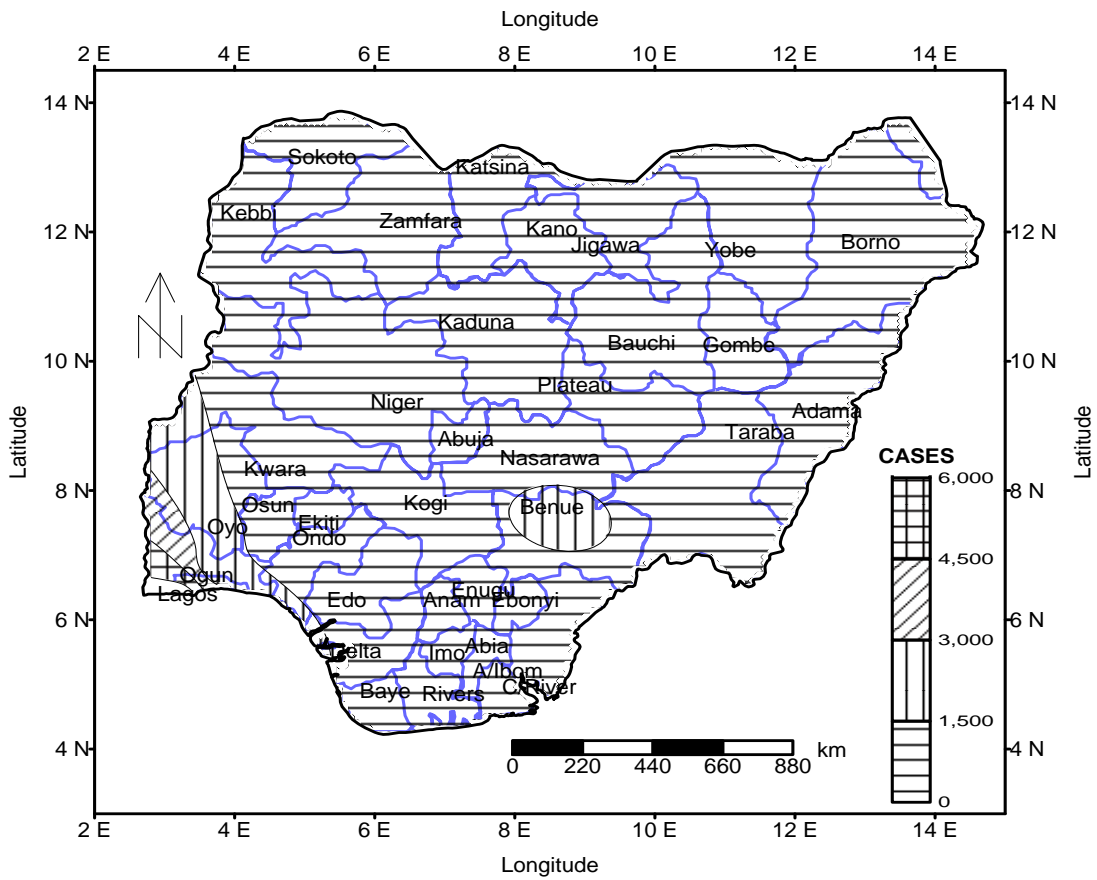 Longitude
2 E 4 E 6 E 8 E 10 E 12 E 14 E
14 N 14 N
Sokoto
Katsina
Kebbi
Zamfara
Kano
Jigawa
Yobe
Borno
12 N 12 N
Kaduna
Bauchi
Gombe
10 N 10 N
Plateau
Niger
Adama
Taraba
Abuja
Nasarawa
Latitude
Latitude
Kwara
CASES
6,000
4,500
3,000
1,500
0
8 N 8 N
Osun
Kogi
Benue
Oyo
Ekiti
Ondo
Ogun
Lagos
Edo
Enugu
Anam
Ebonyi
6 N 6 N
Delta
Imo
Abia
A/Ibom
C/River
Baye
Rivers
4 N 4 N
km
0 220 440 660 880
2 E 4 E 6 E 8 E 10 E 12 E 14 E
Longitude